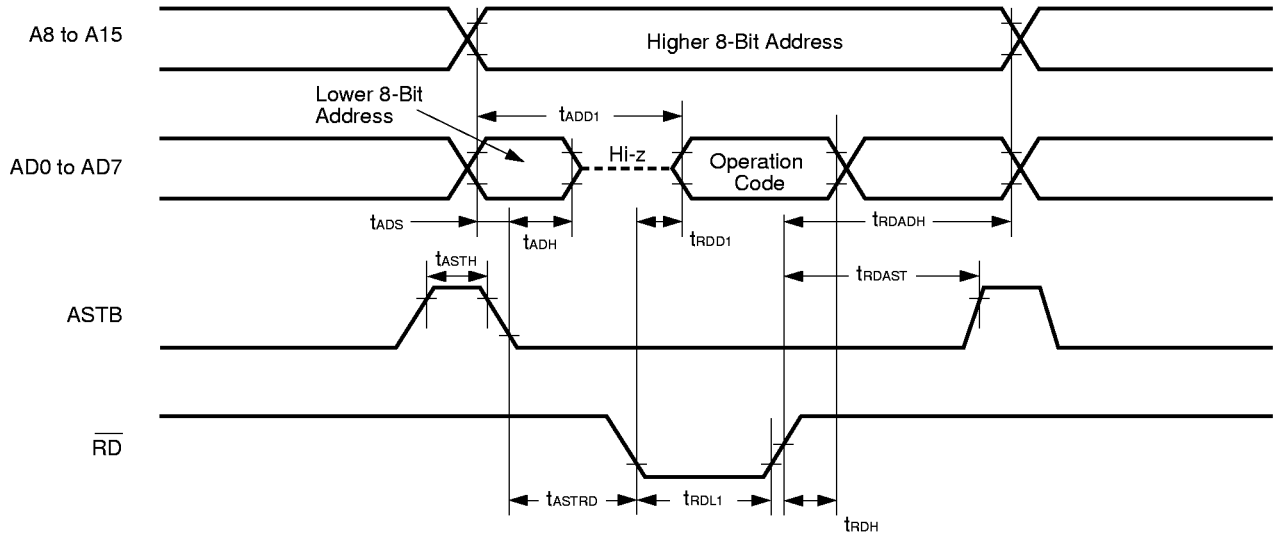 A8 to A15
Higher 8-Bit Address
Lower 8-Bit
Address
tADD1
AD0 to AD7
Hi-z
Operation
Code
tADS
tADH
tRDD1
tRDADH
tASTH
tRDAST
ASTB
RD
tASTRD
tRDL1
tRDH